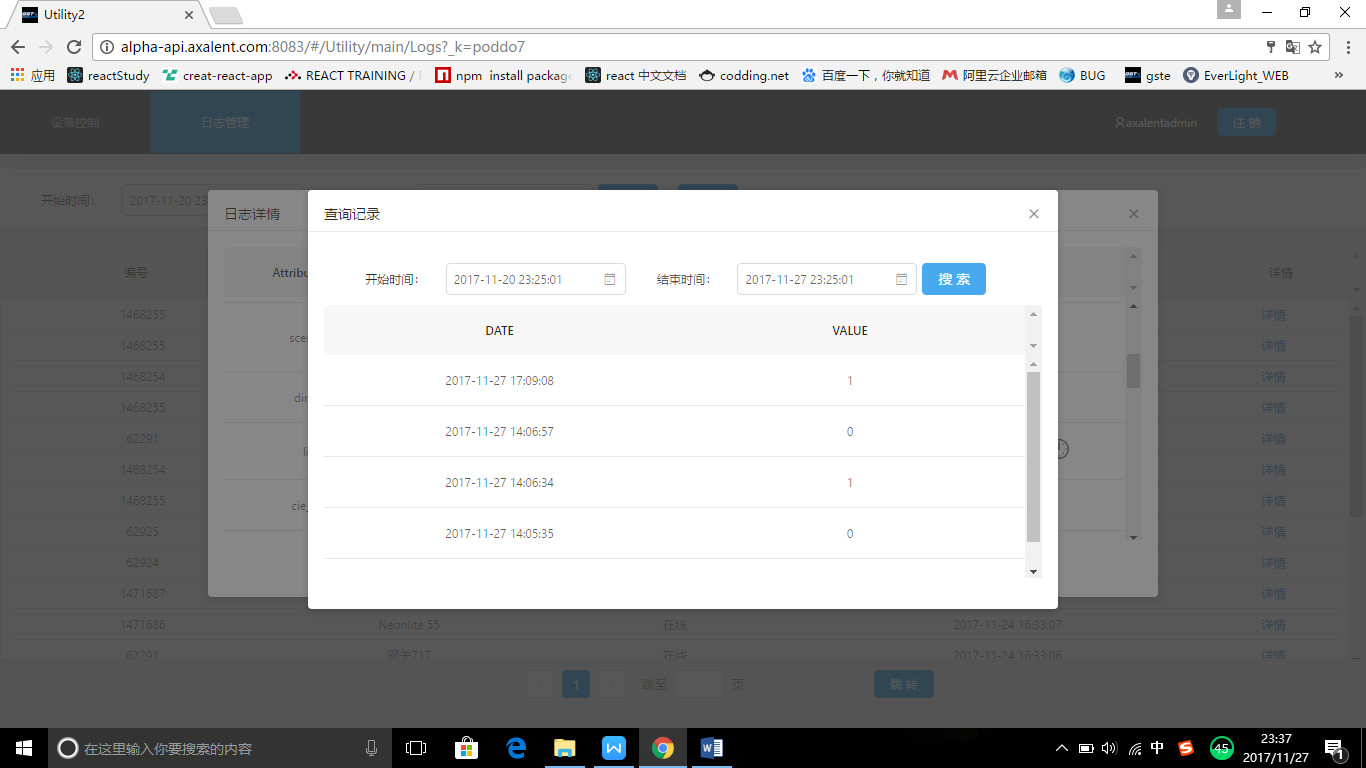 Utility2
alpha-api.axalent.com:8083/#/Utility/main/Logs?_k=poddo7
应用 reactStudy creat-react-app REACT TRAINING / npm install package react 中文文档 codding.net 百度一下，你就知道 阿里云企业邮箱 BUG gste EverLight_WEB »
设备控制 日志管理 axalentadmin 注 销
开始时间： 2017-11-20 23
日志详情 查询记录
编号 Attribu 详情
开始时间： 2017-11-20 23:25:01 结束时间： 2017-11-27 23:25:01 搜 索
DATE VALUE
1468255 详情
1468255 scer 详情
1468254 2017-11-27 17:09:08 1 详情
1468255 dir 详情
62291 2017-11-27 14:06:57 0 详情
1468254 li 详情
1468255 2017-11-27 14:06:34 1 详情
cie_
62925 2017-11-27 14:05:35 0 详情
62924 详情
1471687 详情
1471686 Neonlite 55 在线 2017-11-24 16:33:07 详情
62291 网关717 在线 2017-11-24 16:33:06 详情
1 跳至 页 跳 转
在这里输入你要搜索的内容 中 45 23:37
2017/11/27 1